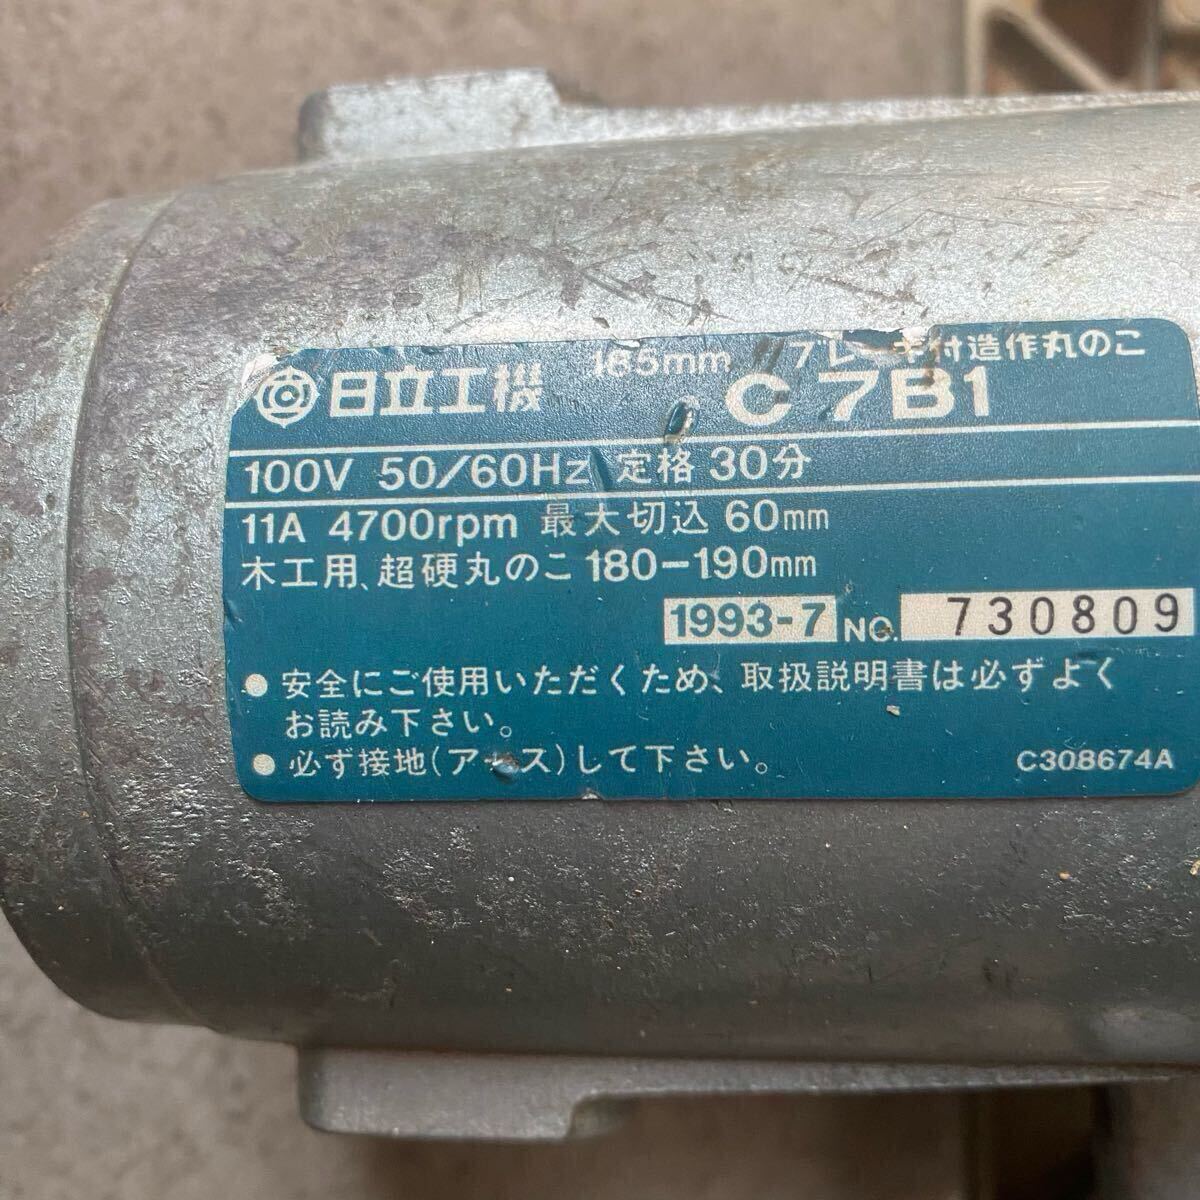 165mm ブレーキ付造作丸のこ
日立工機 C 7B1
100V 50/60Hz 定格 30分
11A 4700rpm 最大切込 60mm
木工用、超硬丸のこ 180-190mm
1993-7 NO. 730809
● 安全にご使用いただくため、取扱説明書は必ずよく
お読み下さい。
● 必ず接地(アース)して下さい。
C308674A